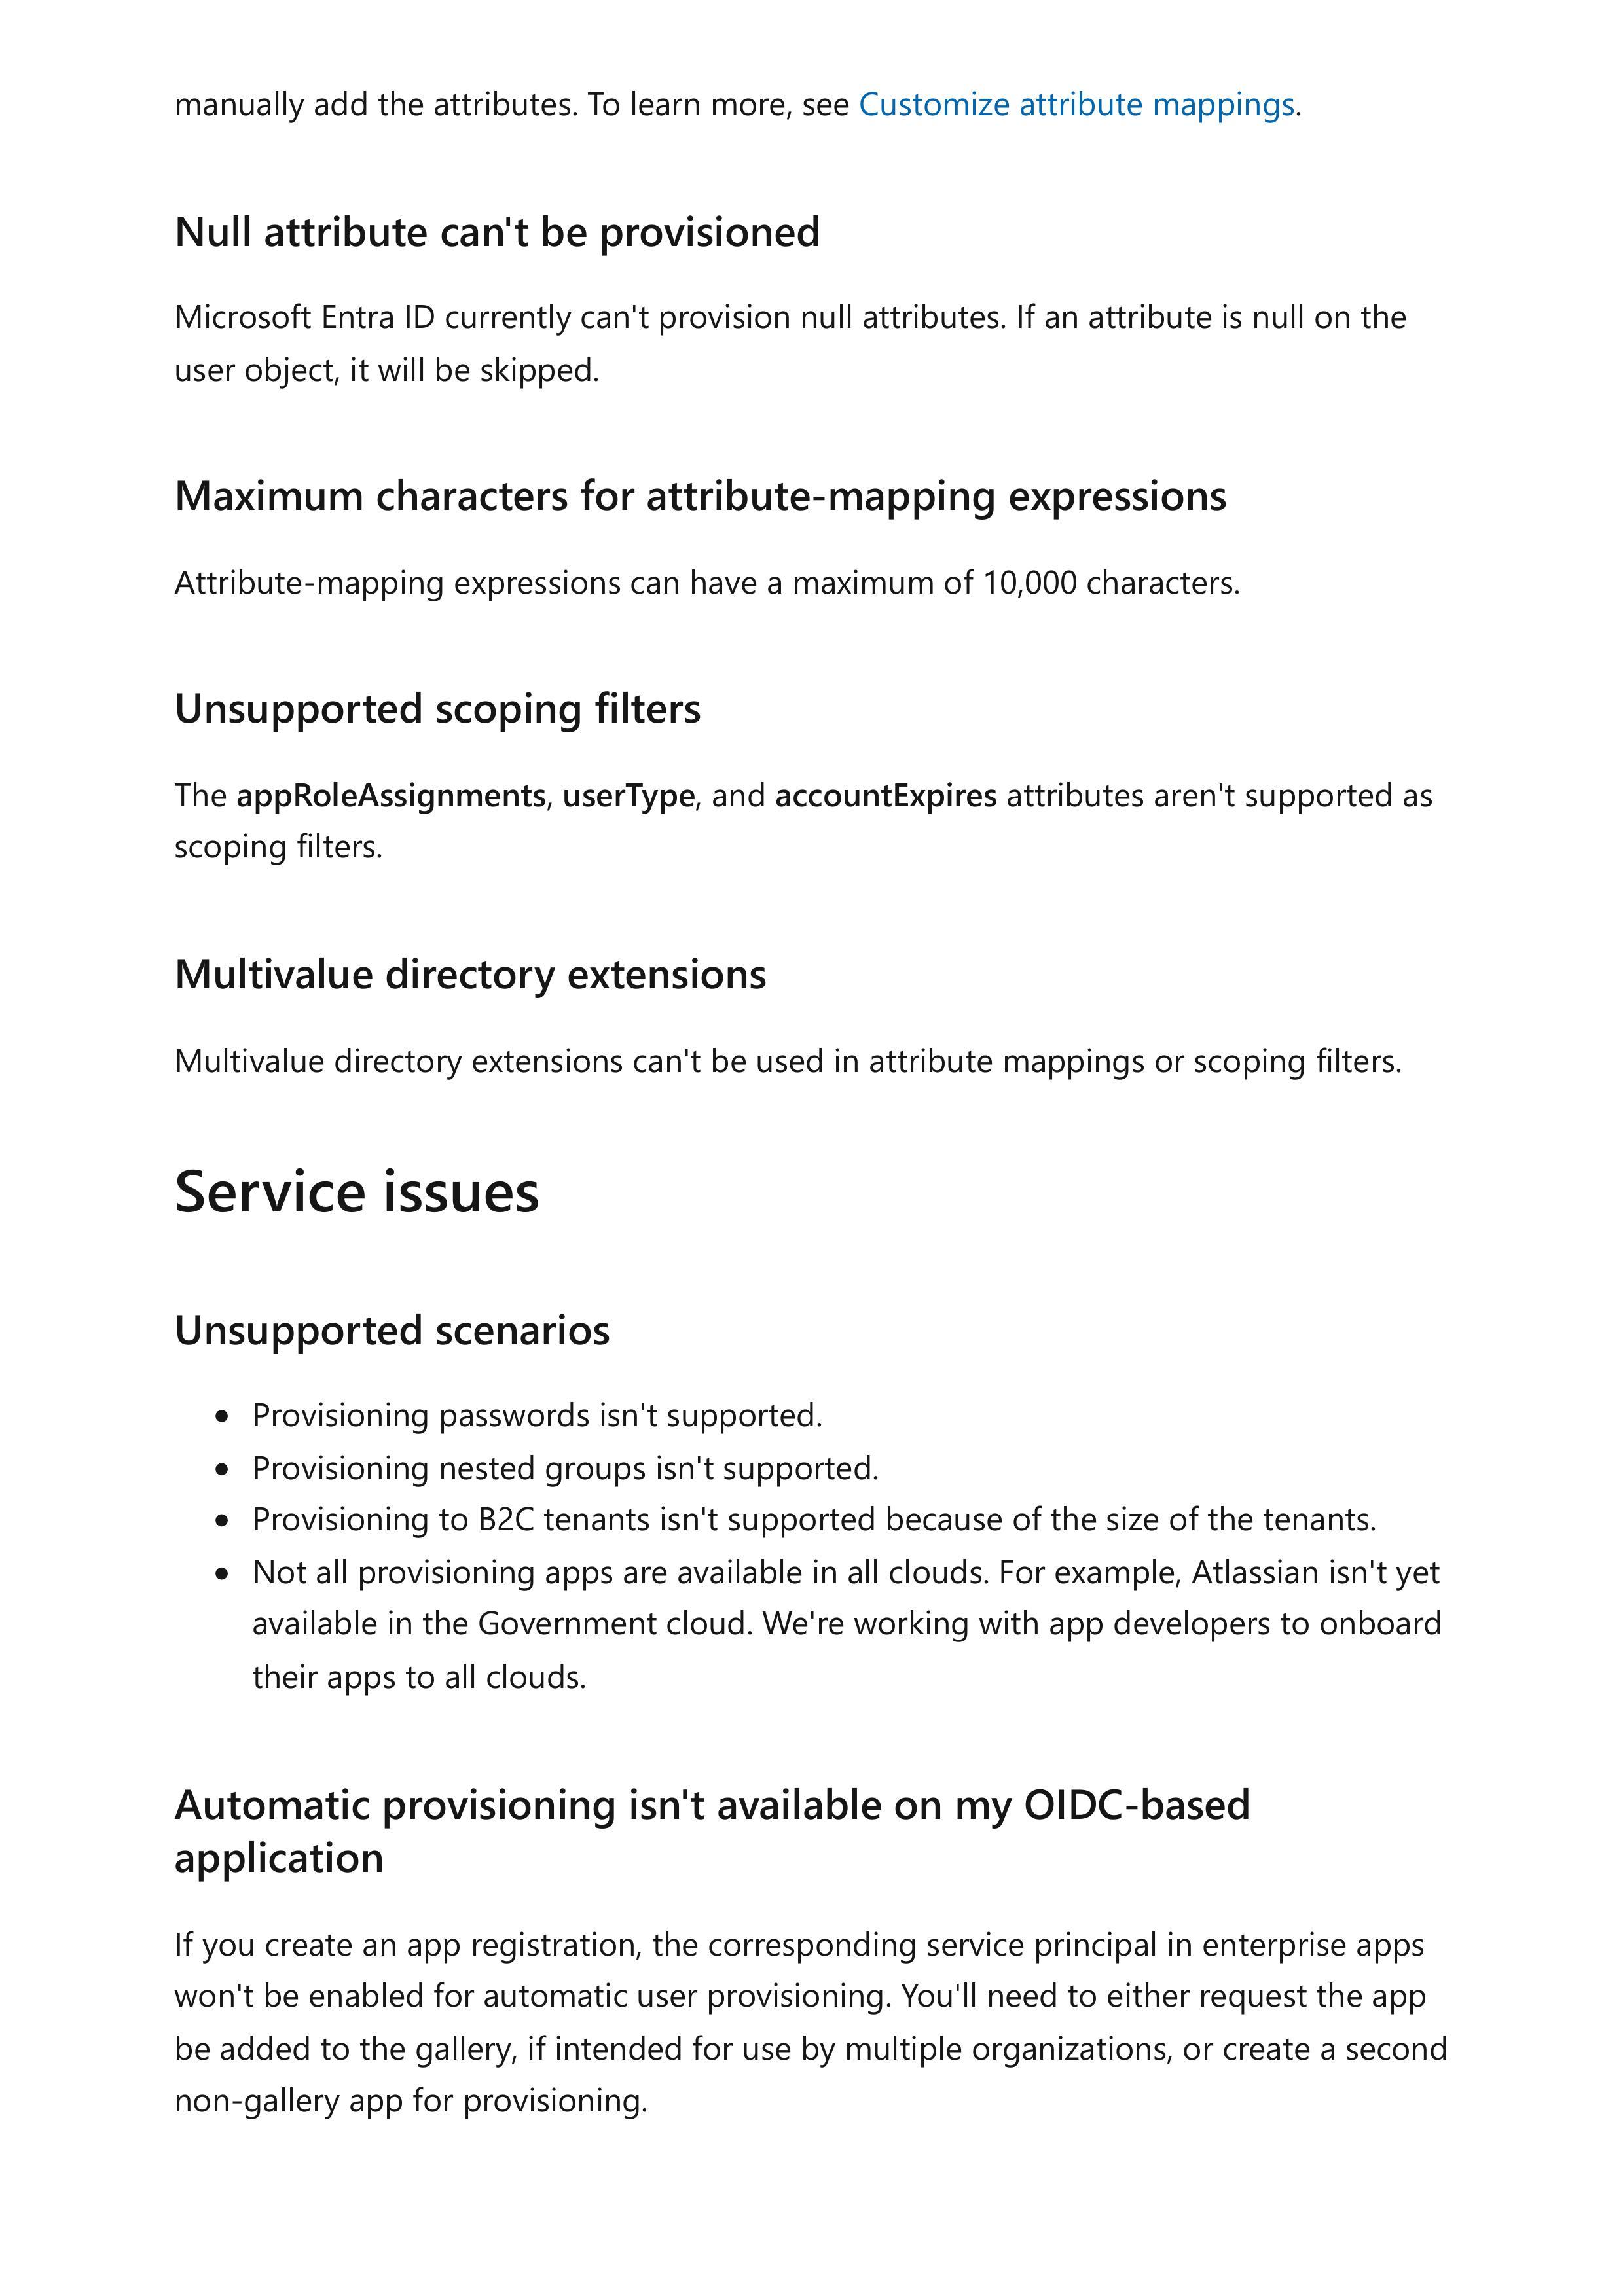 manually add the attributes. To learn more, see Customize attribute mappings.
Null attribute can't be provisioned
Microsoft Entra ID currently can't provision null attributes. If an attribute is null on the
user object, it will be skipped.
Maximum characters for attribute-mapping expressions
Attribute-mapping expressions can have a maximum of 10,000 characters.
Unsupported scoping filters
The appRoleAssignments, userType, and accountExpires attributes aren't supported as
scoping filters.
Multivalue directory extensions
Multivalue directory extensions can't be used in attribute mappings or scoping filters.
Service issues
Unsupported scenarios
• Provisioning passwords isn't supported.
• Provisioning nested groups isn't supported.
• Provisioning to B2C tenants isn't supported because of the size of the tenants.
• Not all provisioning apps are available in all clouds. For example, Atlassian isn't yet
available in the Government cloud. We're working with app developers to onboard
their apps to all clouds.
Automatic provisioning isn't available on my OIDC-based
application
If you create an app registration, the corresponding service principal in enterprise apps
won't be enabled for automatic user provisioning. You'll need to either request the app
be added to the gallery, if intended for use by multiple organizations, or create a second
non-gallery app for provisioning.